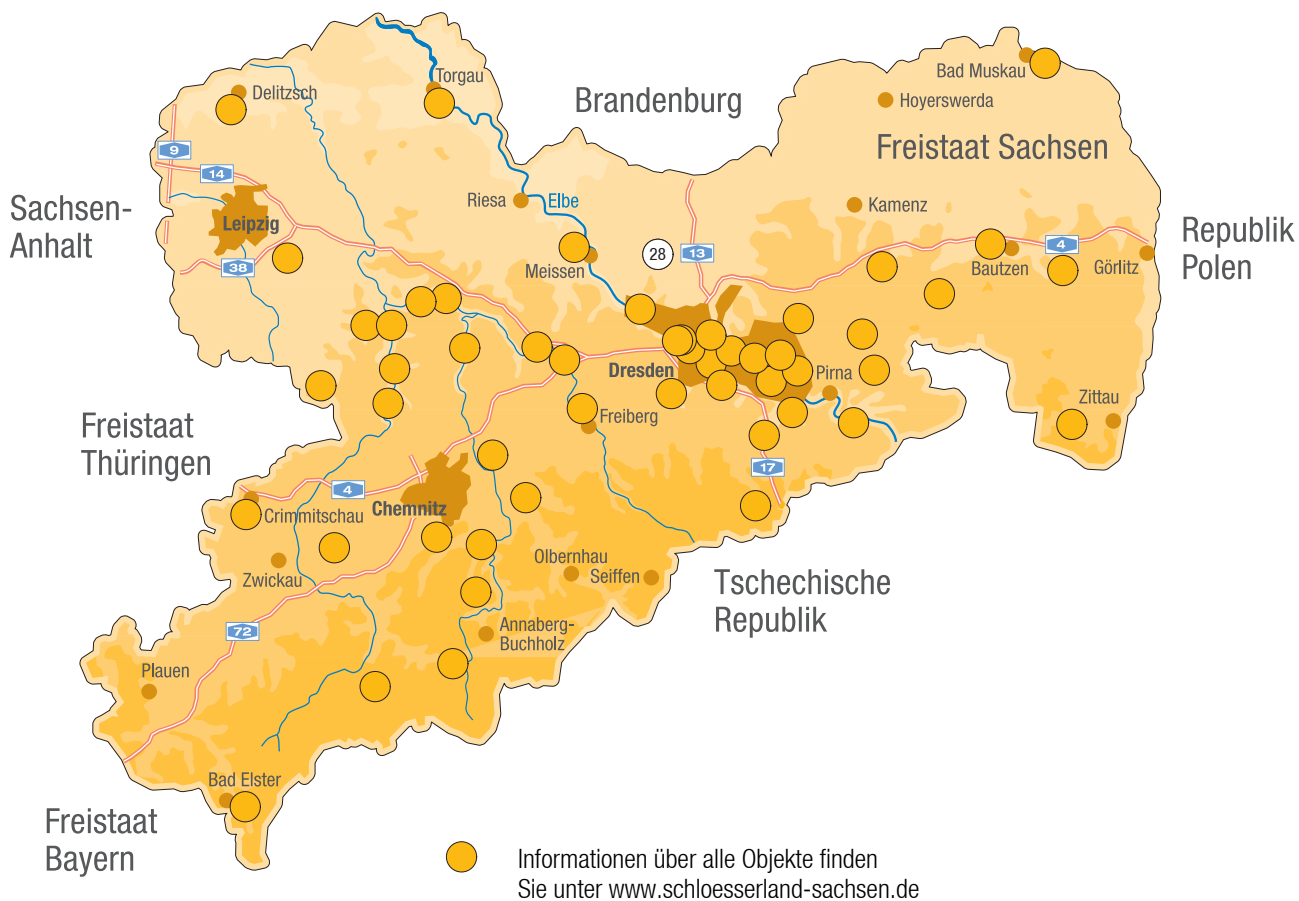 Torgau
Delitzsch
Bad Muskau
Hoyerswerda
Brandenburg
Freistaat Sachsen
9
14
Sachsen-
Anhalt
Leipzig
Riesa
Elbe
Kamenz
Republik
Polen
38
Meissen
28
13
Bautzen
4
Görlitz
Dresden
Pirna
Zittau
Freistaat
Thüringen
Freiberg
17
4
Chemnitz
Crimmitschau
Zwickau
Olbernhau
Seiffen
Tschechische
Republik
72
Annaberg-
Buchholz
Plauen
Bad Elster
Freistaat
Bayern
Informationen über alle Objekte finden
Sie unter www.schloesserland-sachsen.de